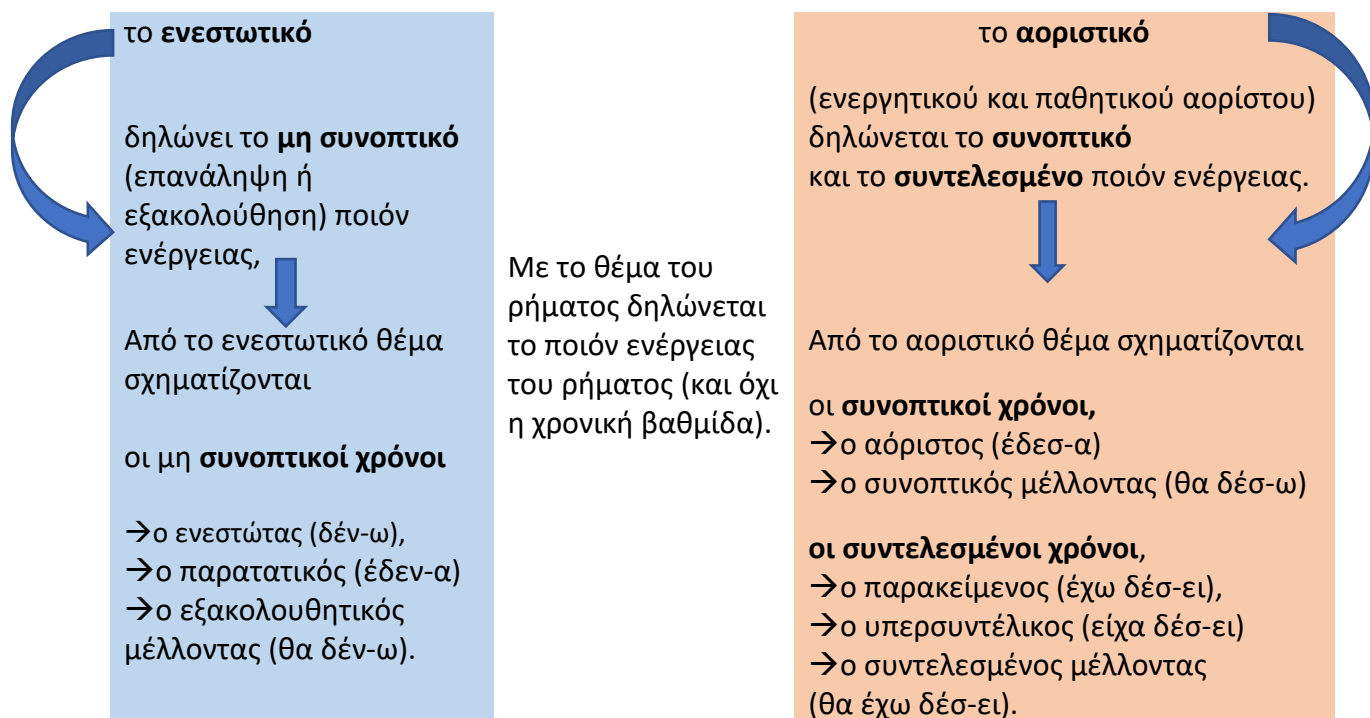 το ενεστωτικό
δηλώνει το μη συνοπτικό
(επανάληψη ή
εξακολούθηση) ποιόν
ενέργειας,
Από το ενεστωτικό θέμα
σχηματίζονται
οι μη συνοπτικοί χρόνοι
→ο ενεστώτας (δέν-ω),
→ο παρατατικός (έδεν-α)
→ο εξακολουθητικός
μέλλοντας (θα δέν-ω).
Με το θέμα του
ρήματος δηλώνεται
το ποιόν ενέργειας
του ρήματος (και όχι
η χρονική βαθμίδα).
το αοριστικό
(ενεργητικού και παθητικού αορίστου)
δηλώνεται το συνοπτικό
και το συντελεσμένο ποιόν ενέργειας.
Από το αοριστικό θέμα σχηματίζονται
οι συνοπτικοί χρόνοι,
→ο αόριστος (έδεσ-α)
→ο συνοπτικός μέλλοντας (θα δέσ-ω)
οι συντελεσμένοι χρόνοι,
→ο παρακείμενος (έχω δέσ-ει),
→ο υπερσυντέλικος (είχα δέσ-ει)
→ο συντελεσμένος μέλλοντας
(θα έχω δέσ-ει).